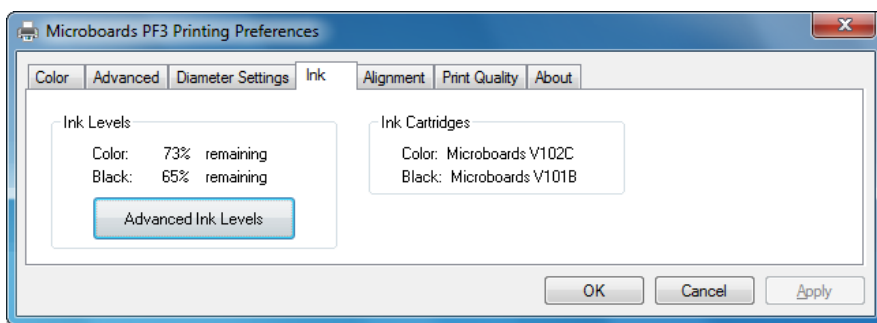 Microboards PF3 Printing Preferences
Color Advanced Diameter Settings Ink Alignment Print Quality About
Ink Levels
Color: 73% remaining
Black: 65% remaining
Advanced Ink Levels
Ink Cartridges
Color: Microboards V102C
Black: Microboards V101B
OK Cancel Apply